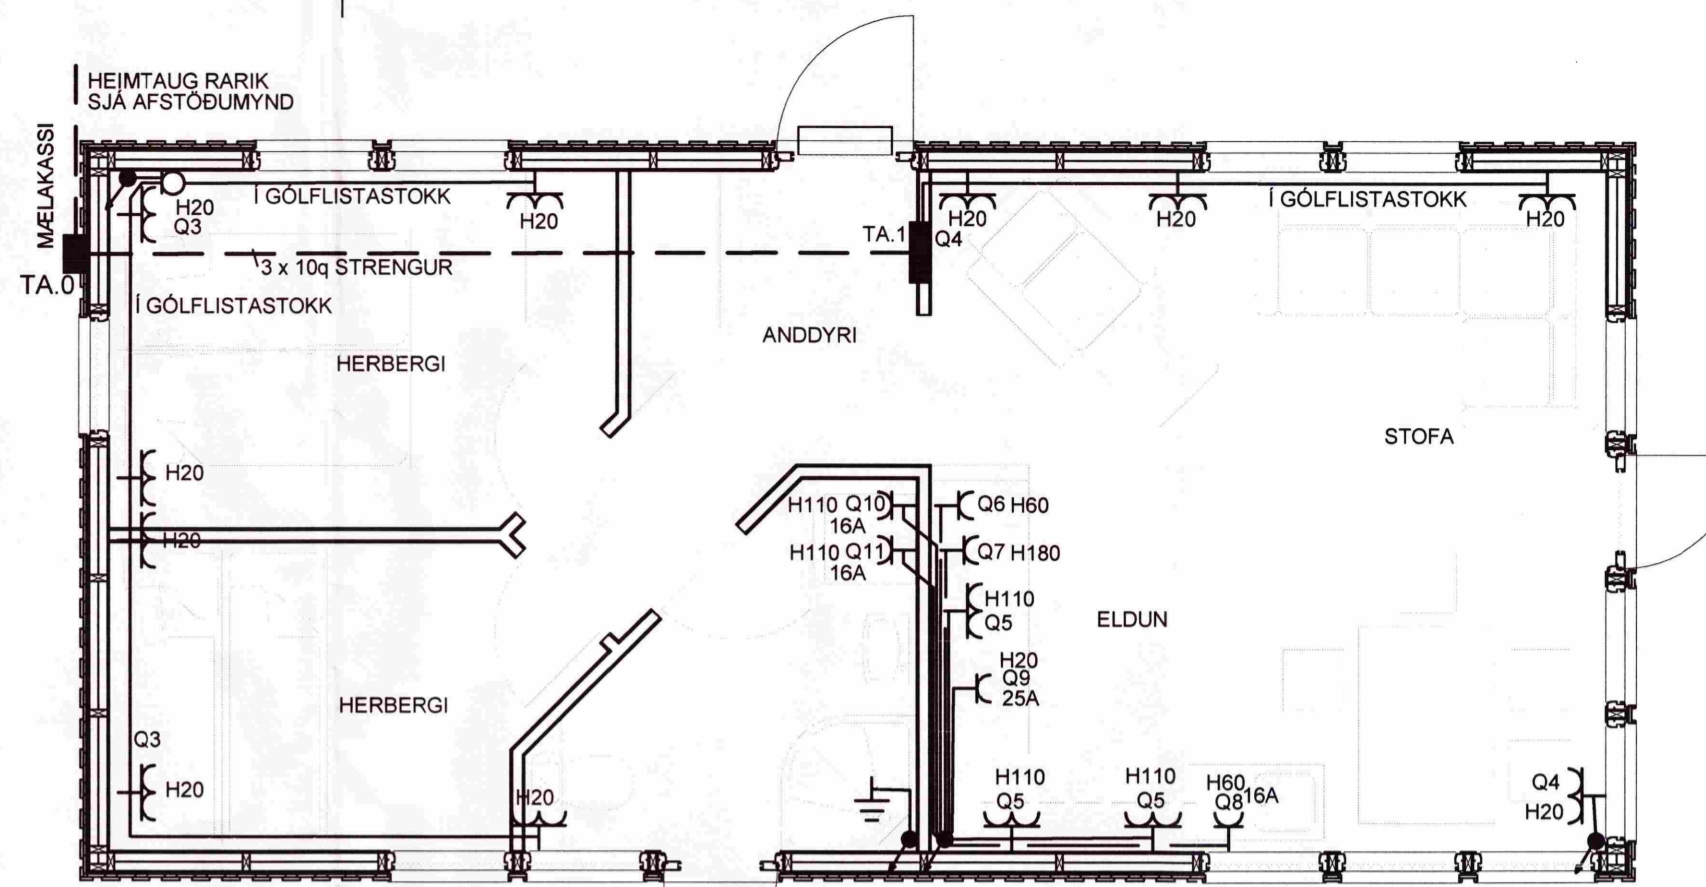 HEIMTAUG RARIK
SJÁ AFSTÖÐUMYND
MÆLAKASSI
TA.0
H20
Q3
Í GÓLFLISTASTOKK
H20
3 x 10q STRENGUR
Í GÓLFLISTASTOKK
HERBERGI
ANDDYRI
TA.1
Q4
H20
H20
Í GÓLFLISTASTOKK
H20
STOFA
H20
H20
H110 Q10
16A
H110 Q11
16A
Q6 H60
Q7 H180
H110
Q5
H20
Q9
25A
ELDUN
HERBERGI
Q3
H20
H20
H110
Q5
H110
Q5
H60
Q8 16A
Q4
H20